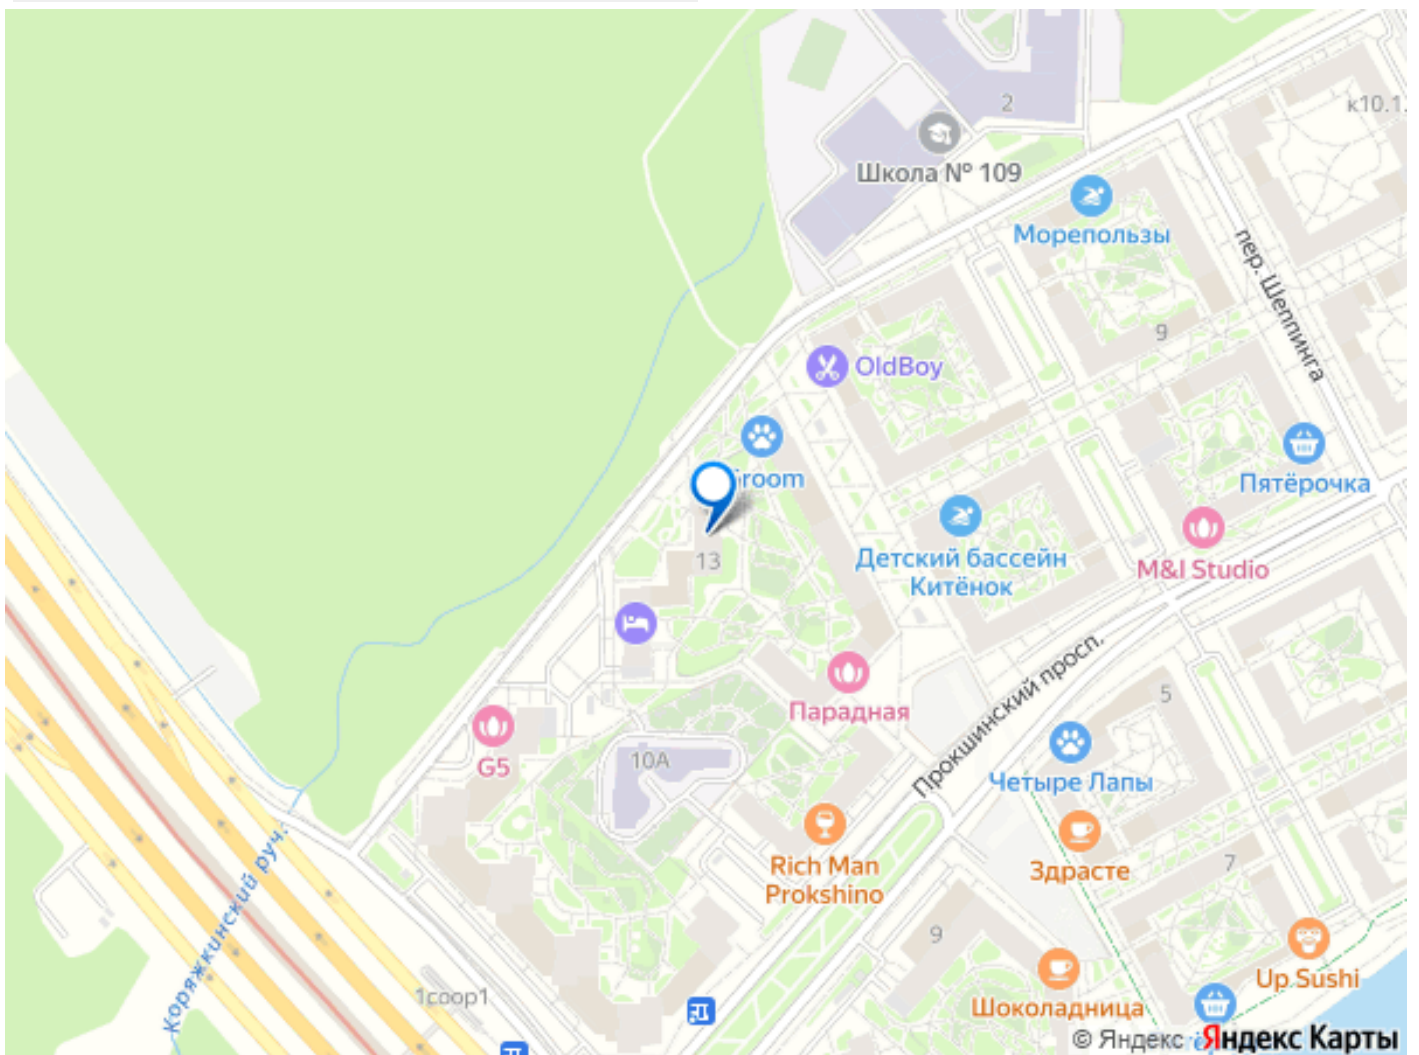 2
к10.1.
Школа № 109
Морепользы
пер. Шеппинга
9
OldBoy
Groom
Пятёрочка
13
Детский бассейн
Китёнок
M&I Studio
Прокшинский просп.
Парадная
5
G5
10А
Четыре Лапы
Rich Man
Prokshino
Здрасте
7
Коряжкинский руч.
9
Up Sushi
1соор1
Шоколадница
© Яндекс Яндекс Карты